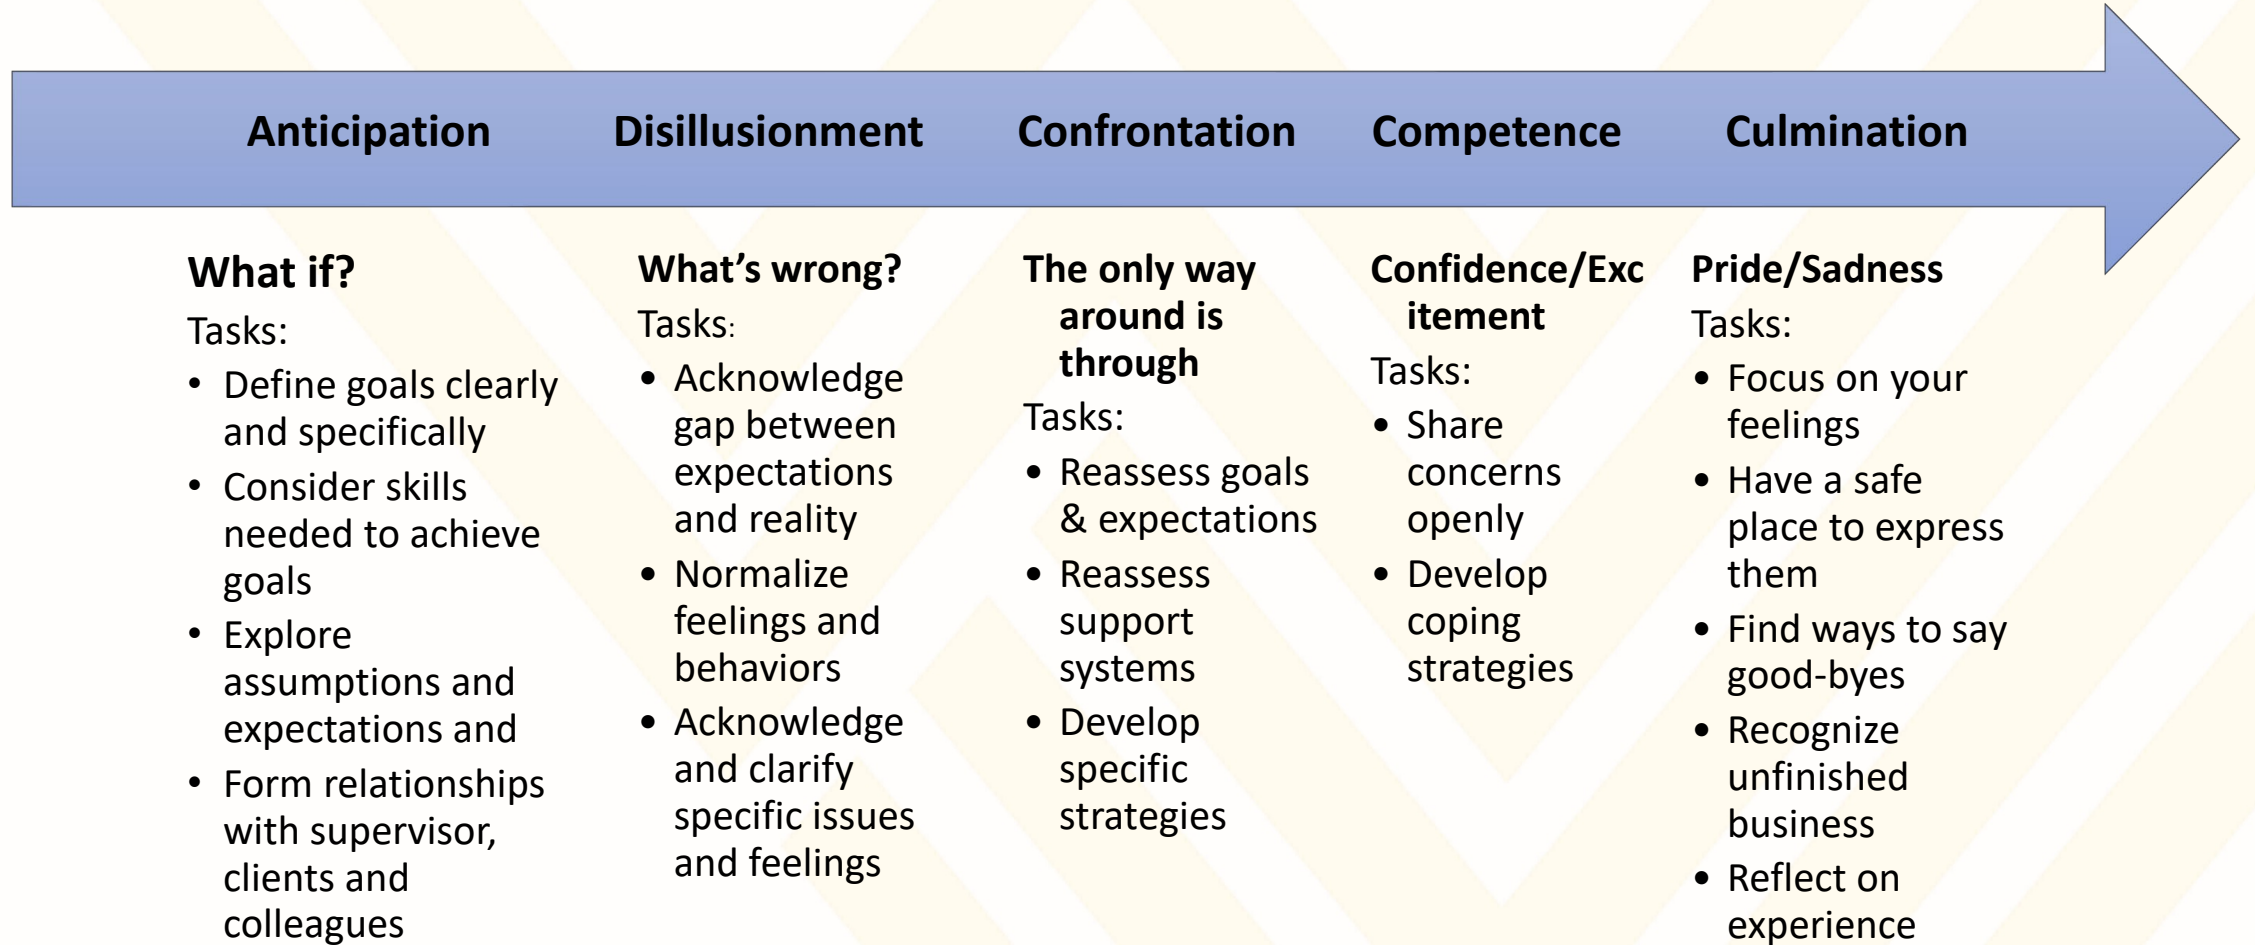 Anticipation
Disillusionment
Confrontation
Competence
Culmination
What if?
Tasks:
• Define goals clearly
and specifically
• Consider skills
needed to achieve
goals
• Explore
assumptions and
expectations and
• Form relationships
with supervisor,
clients and
colleagues
What’s wrong?
Tasks:
• Acknowledge
gap between
expectations
and reality
• Normalize
feelings and
behaviors
• Acknowledge
and clarify
specific issues
and feelings
The only way
around is
through
Tasks:
• Reassess goals
& expectations
• Reassess
support
systems
• Develop
specific
strategies
Confidence/Exc
itement
Tasks:
• Share
concerns
openly
• Develop
coping
strategies
Pride/Sadness
Tasks:
• Focus on your
feelings
• Have a safe
place to express
them
• Find ways to say
good-byes
• Recognize
unfinished
business
• Reflect on
experience